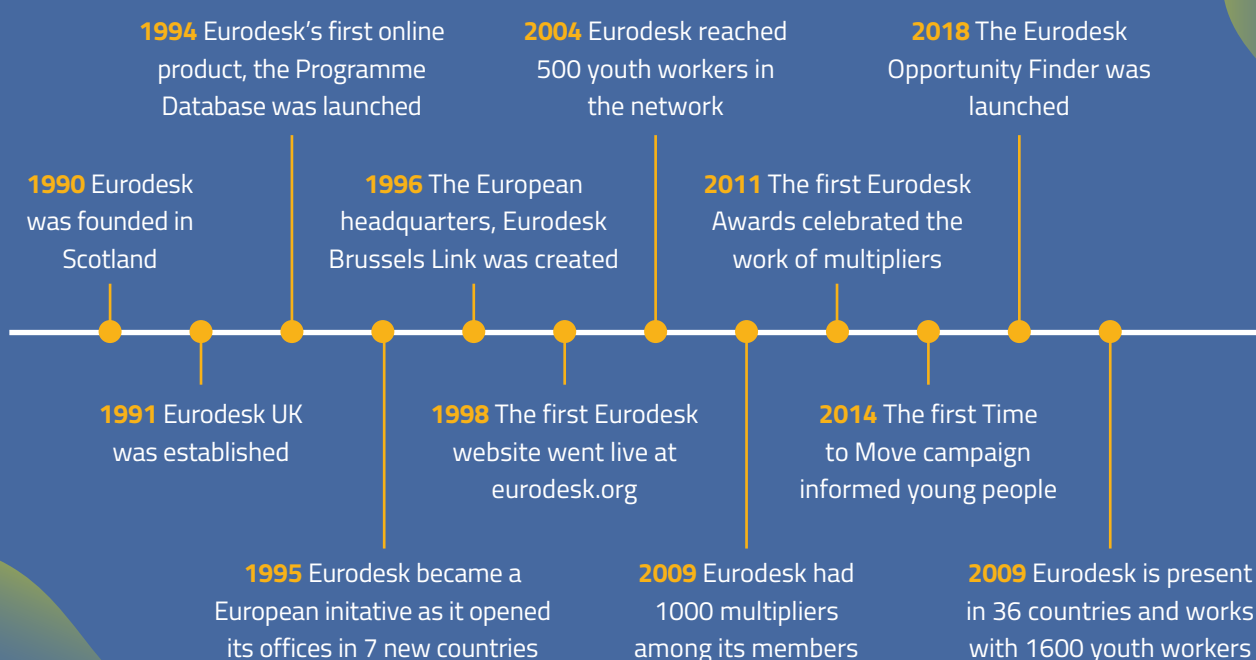 1994 Eurodesk's first online
product, the Programme
Database was launched
2004 Eurodesk reached
500 youth workers in
the network
2018 The Eurodesk
Opportunity Finder was
launched
1990 Eurodesk
was founded in
Scotland
1996 The European
headquarters, Eurodesk
Brussels Link was created
2011 The first Eurodesk
Awards celebrated the
work of multipliers
1991 Eurodesk UK
was established
1998 The first Eurodesk
website went live at
eurodesk.org
2014 The first Time
to Move campaign
informed young people
1995 Eurodesk became a
European initative as it opened
its offices in 7 new countries
2009 Eurodesk had
1000 multipliers
among its members
2009 Eurodesk is present
in 36 countries and works
with 1600 youth workers